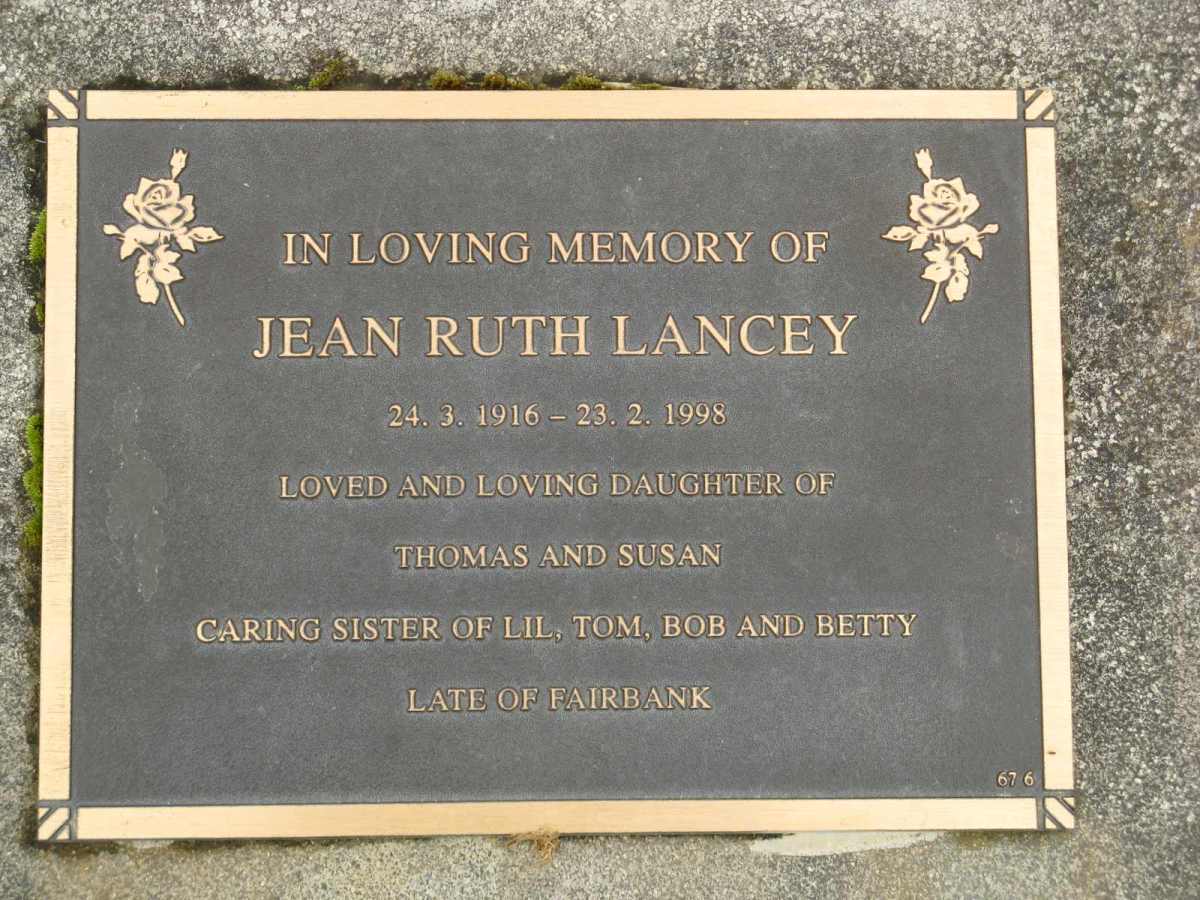 IN LOVING MEMORY OF
JEAN RUTH LANCEY
24. 3. 1916 – 23. 2. 1998
LOVED AND LOVING DAUGHTER OF
THOMAS AND SUSAN
CARING SISTER OF LIL, TOM, BOB AND BETTY
LATE OF FAIRBANK
67 6